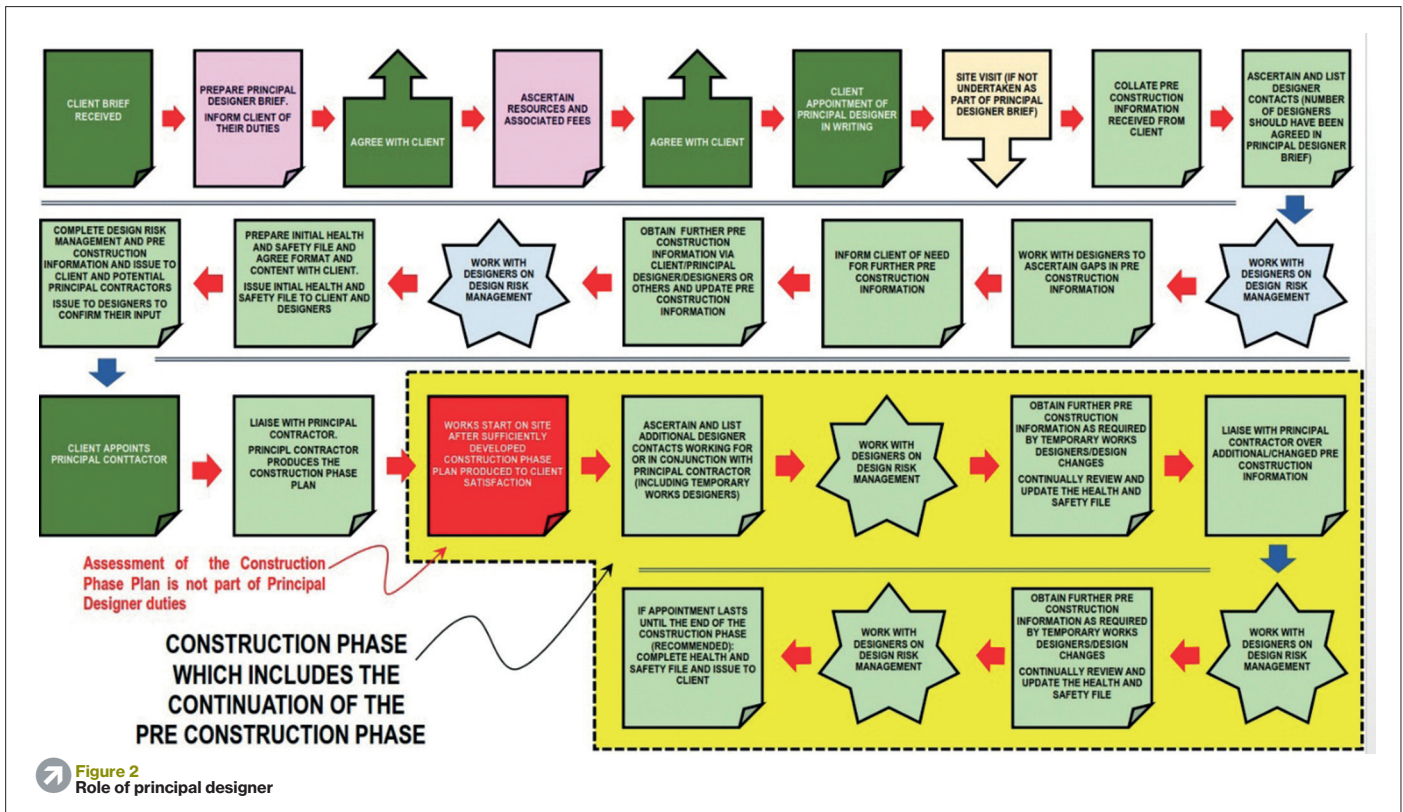 CLIENT BRIEF
RECEIVED
PREPARE PRINCIPAL
DESIGNER BRIEF.
INFORM CLIENT OF
THEIR DUTIES
AGREE WITH CLIENT
ASCERTAIN
RESOURCES AND
ASSOCIATED FEES
AGREE WITH CLIENT
CLIENT
APPOINTMENT OF
PRINCIPAL DESIGNER
IN WRITING
SITE VISIT (IF NOT
UNDERTAKEN AS
PART OF PRINCIPAL
DESIGNER BRIEF)
COLLATE PRE
CONSTRUCTION
INFORMATION
RECEIVED FROM
CLIENT
ASCERTAIN AND LIST
DESIGNER
CONTACTS (NUMBER
OF DESIGNERS
SHOULD HAVE BEEN
AGREED IN
PRINCIPAL DESIGNER
BRIEF)
WORK WITH
DESIGNERS ON
DESIGN RISK
MANAGEMENT
WORK WITH DESIGNERS
TO ASCERTAIN GAPS IN PRE
CONSTRUCTION
INFORMATION
INFORM CLIENT OF NEED
FOR FURTHER PRE
CONSTRUCTION
INFORMATION
OBTAIN FURTHER PRE
CONSTRUCTION
INFORMATION VIA
CLIENT/PRINCIPAL
DESIGNER/DESIGNERS OR
OTHERS AND UPDATE PRE
CONSTRUCTION
INFORMATION
WORK WITH
DESIGNERS ON
DESIGN RISK
MANAGEMENT
PREPARE INITIAL HEALTH
AND SAFETY FILE AND
AGREE FORMAT AND
CONTENT WITH CLIENT.
ISSUE INTIAL HEALTH AND
SAFETY FILE TO CLIENT AND
DESIGNERS
COMPLETE DESIGN RISK
MANAGEMENT AND PRE
CONSTRUCTION
INFORMATION AND ISSUE TO
CLIENT AND POTENTIAL
PRINCIPAL CONTRACTORS
ISSUE TO DESIGNERS TO
CONFIRM THEIR INPUT
CLIENT APPOINTS
PRINCIPAL CONTTRACTOR
LIAISE WITH PRINCIPAL
CONTRACTOR.
PRINCIPL CONTRACTOR
PRODUCES THE
CONSTRUCTION PHASE
PLAN
WORKS START ON SITE
AFTER SUFFICIENTLY
DEVELOPED
CONSTRUCTION PHASE
PLAN PRODUCED TO CLIENT
SATISFACTION
ASCERTAIN AND LIST
ADDITIONAL DESIGNER
CONTACTS WORKING FOR
OR IN CONJUNCTION WITH
PRINCIPAL CONTRACTOR
(INCLUDING TEMPORARY
WORKS DESIGNERS)
WORK WITH
DESIGNERS ON
DESIGN RISK
MANAGEMENT
OBTAIN FURTHER PRE
CONSTRUCTION
INFORMATION AS REQUIRED
BY TEMPORARY WORKS
DESIGNERS/DESIGN
CHANGES
CONTINUALLY REVIEW AND
UPDATE THE HEALTH AND
SAFETY FILE
LIAISE WITH PRINCIPAL
CONTRACTOR OVER
ADDITIONAL/CHANGED PRE
CONSTRUCTION
INFORMATION
WORK WITH
DESIGNERS ON
DESIGN RISK
MANAGEMENT
OBTAIN FURTHER PRE
CONSTRUCTION
INFORMATION AS REQUIRED
BY TEMPORARY WORKS
DESIGNERS/DESIGN
CHANGES
CONTINUALLY REVIEW AND
UPDATE THE HEALTH AND
SAFETY FILE
WORK WITH
DESIGNERS ON
DESIGN RISK
MANAGEMENT
IF APPOINTMENT LASTS
UNTIL THE END OF THE
CONSTRUCTION PHASE
(RECOMMENDED):
COMPLETE HEALTH AND
SAFETY FILE AND ISSUE TO
CLIENT
Assessment of the Construction
Phase Plan is not part of Principal
Designer duties
CONSTRUCTION PHASE
WHICH INCLUDES THE
CONTINUATION OF THE
PRE CONSTRUCTION PHASE
Figure 2
Role of principal designer